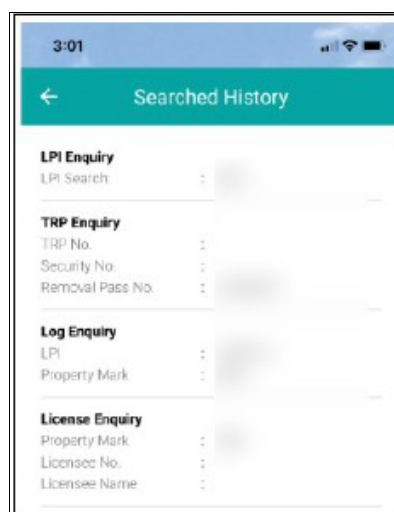 3:01
Searched History
LPI Enquiry
LPI Search :
TRP Enquiry
TRP No. :
Security No. :
Removal Pass No. :
Log Enquiry
LPI :
Property Mark :
License Enquiry
Property Mark :
Licensee No. :
Licensee Name :